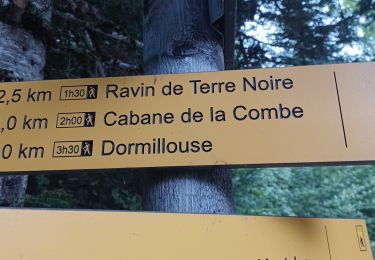 2,5 km 1h30 Ravin de Terre Noire
,0 km 2h00 Cabane de la Combe
0 km 3h30 Dormillouse